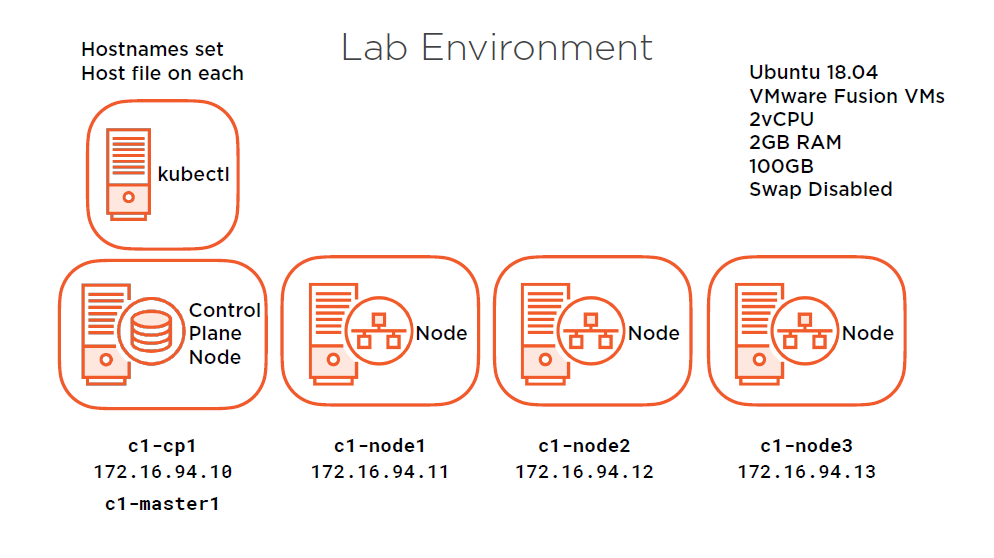 Lab Environment
Hostnames set
Host file on each
Ubuntu 18.04
VMware Fusion VMs
2vCPU
2GB RAM
100GB
Swap Disabled
kubectl
Control
Plane
Node
Node
Node
Node
c1-cp1
172.16.94.10
c1-master1
c1-node1
172.16.94.11
c1-node2
172.16.94.12
c1-node3
172.16.94.13